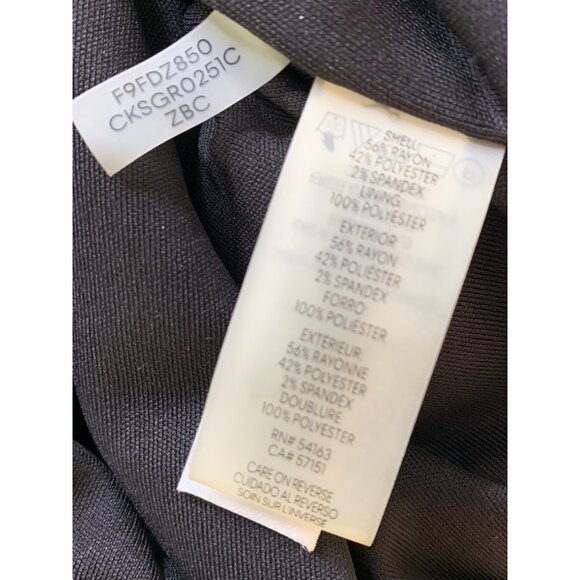 F9FDZ850
CKSGR0251C
ZBC
SHELL:
56% RAYON
42% POLYESTER
2% SPANDEX
LINING:
100% POLYESTER
EXTERIOR
56% RAYON
42% POLIÉSTER
2% SPANDEX
FORRO
100% POLIÉSTER
EXTERIEUR
56% RAYONNE
42% POLYESTER
2% SPANDEX
DOUBLURE
100% POLYESTER
RN# 54163
CA# 57151
CARE ON REVERSE
CUIDADO AL REVERSO
SOIN SUR L'INVERSE